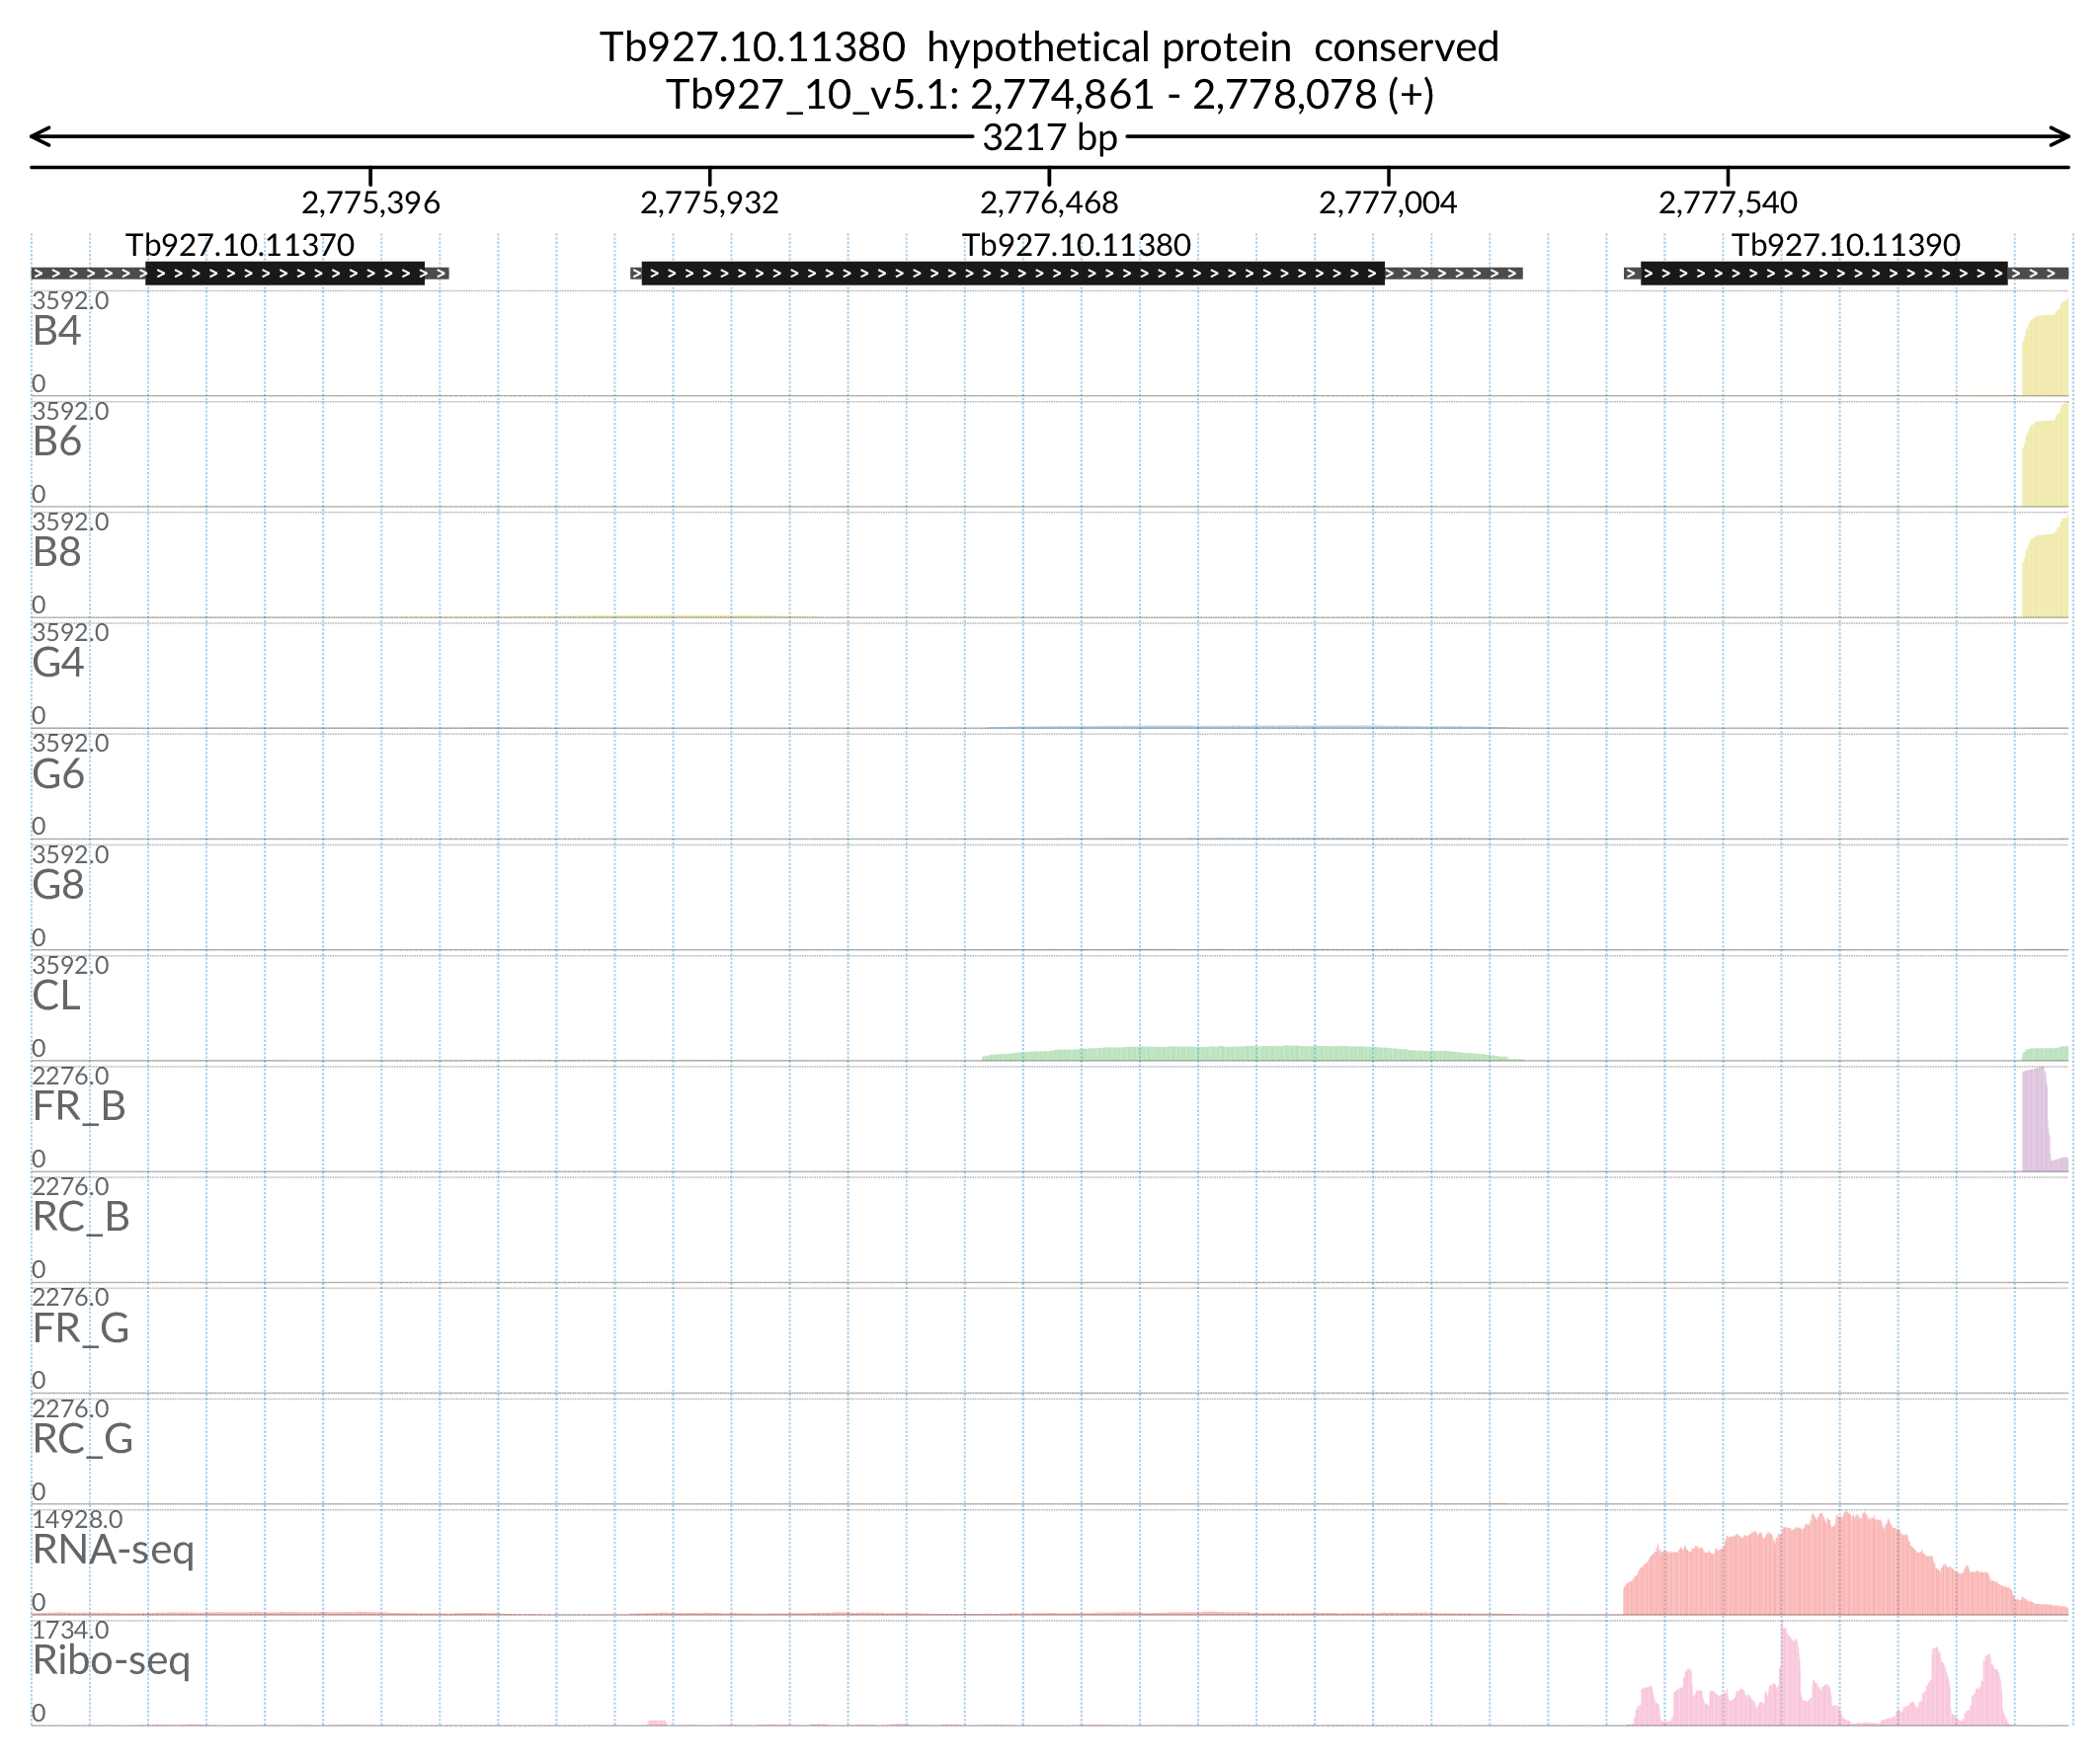 Tb927.10.11380  hypothetical protein  conserved
Tb927_10_v5.1: 2,774,861 - 2,778,078 (+)
3217 bp
2,775,396 2,775,932 2,776,468 2,777,004 2,777,540
Tb927.10.11370 Tb927.10.11380 Tb927.10.11390
3592.0
B4
0
3592.0
B6
0
3592.0
B8
0
3592.0
G4
0
3592.0
G6
0
3592.0
G8
0
3592.0
CL
0
2276.0
FR_B
0
2276.0
RC_B
0
2276.0
FR_G
0
2276.0
RC_G
0
14928.0
RNA-seq
0
1734.0
Ribo-seq
0